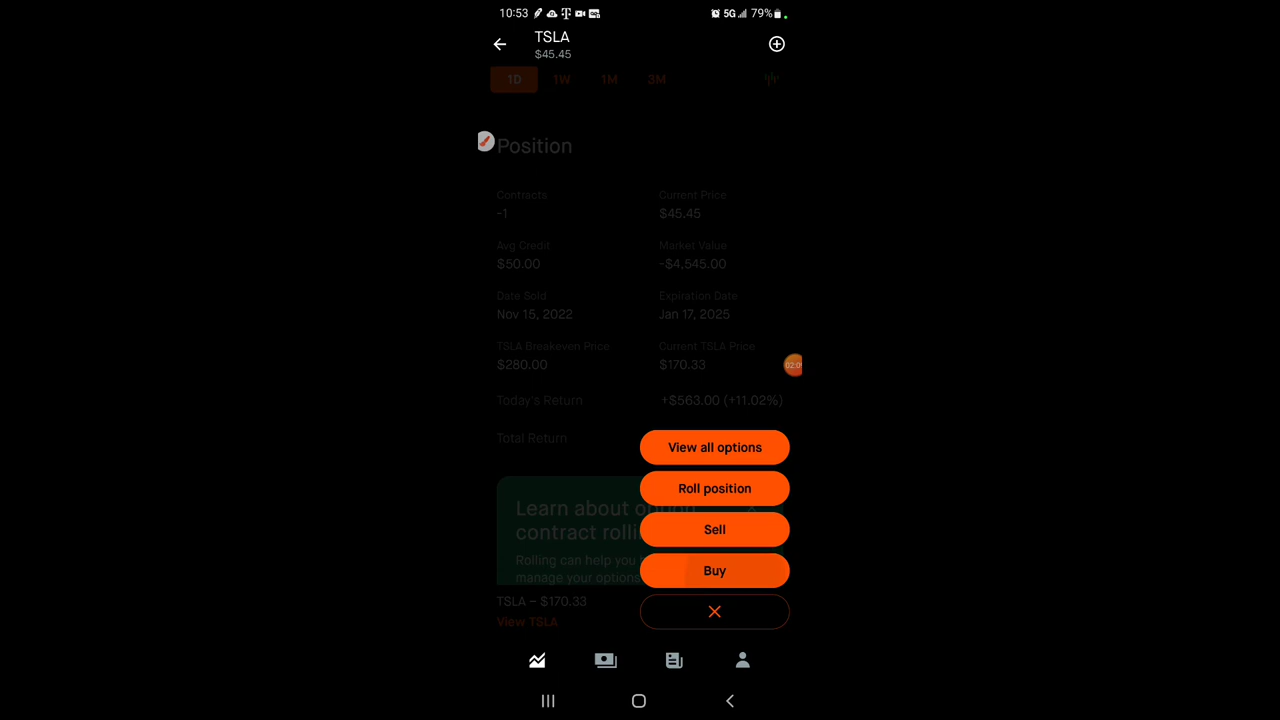 10:53 5G 79%
TSLA
$45.45
1D 1W 1M 3M
Position
Contracts Current Price
-1 $45.45
Avg Credit Market Value
$50.00 -$4,545.00
Date Sold Expiration Date
Nov 15, 2022 Jan 17, 2025
TSLA Breakeven Price Current TSLA Price
$280.00 $170.33
Today's Return +$563.00 (+11.02%)
Total Return
View all options
Roll position
Learn about option
contract rolli
Sell
Rolling can help you
manage your options
Buy
TSLA – $170.33
View TSLA